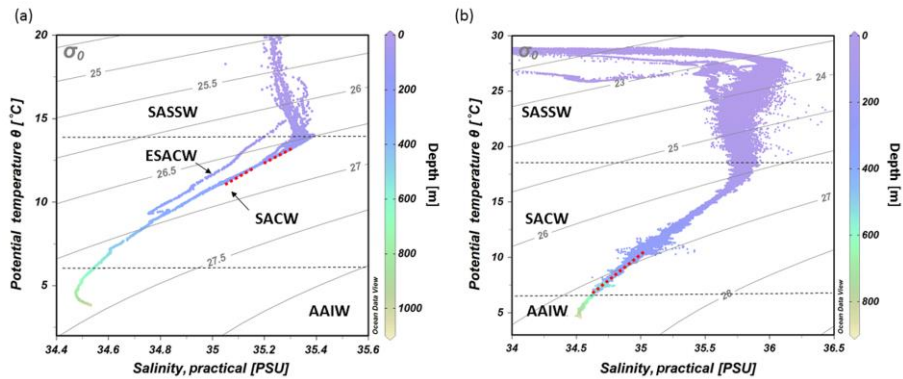 (a)
20
15
10
5
34.4
34.6
34.8
35
35.2
35.4
35.6
Potential temperature θ [°C]
Salinity, practical [PSU]
σ0
25
25.5
26
26.5
27
27.5
SASSW
ESACW
SACW
AAIW
Ocean Data View
0
200
400
600
800
1000
Depth [m]
(b)
30
25
20
15
10
5
34
34.5
35
35.5
36
36.5
Potential temperature θ [°C]
Salinity, practical [PSU]
σ0
23
24
25
26
27
28
SASSW
SACW
AAIW
Ocean Data View
0
200
400
600
800
Depth [m]